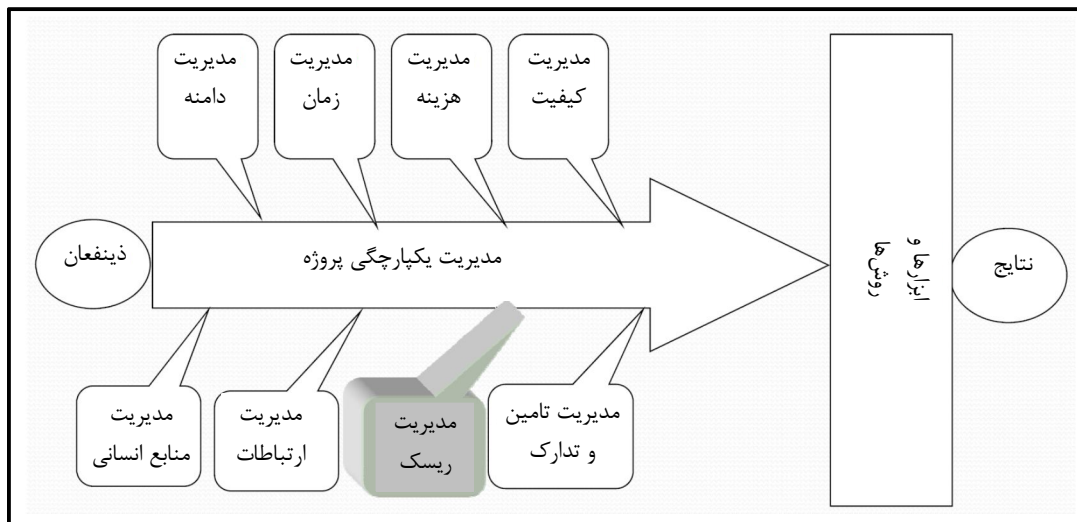 مدیریت
کیفیت
مدیریت
هزینه
مدیریت
زمان
مدیریت
دامنه
ذینفعان
مدیریت یکپارچگی پروژه
ابزارها و
روش‌ها
نتایج
مدیریت تامین
و تدارک
مدیریت
ریسک
مدیریت
ارتباطات
مدیریت
منابع انسانی